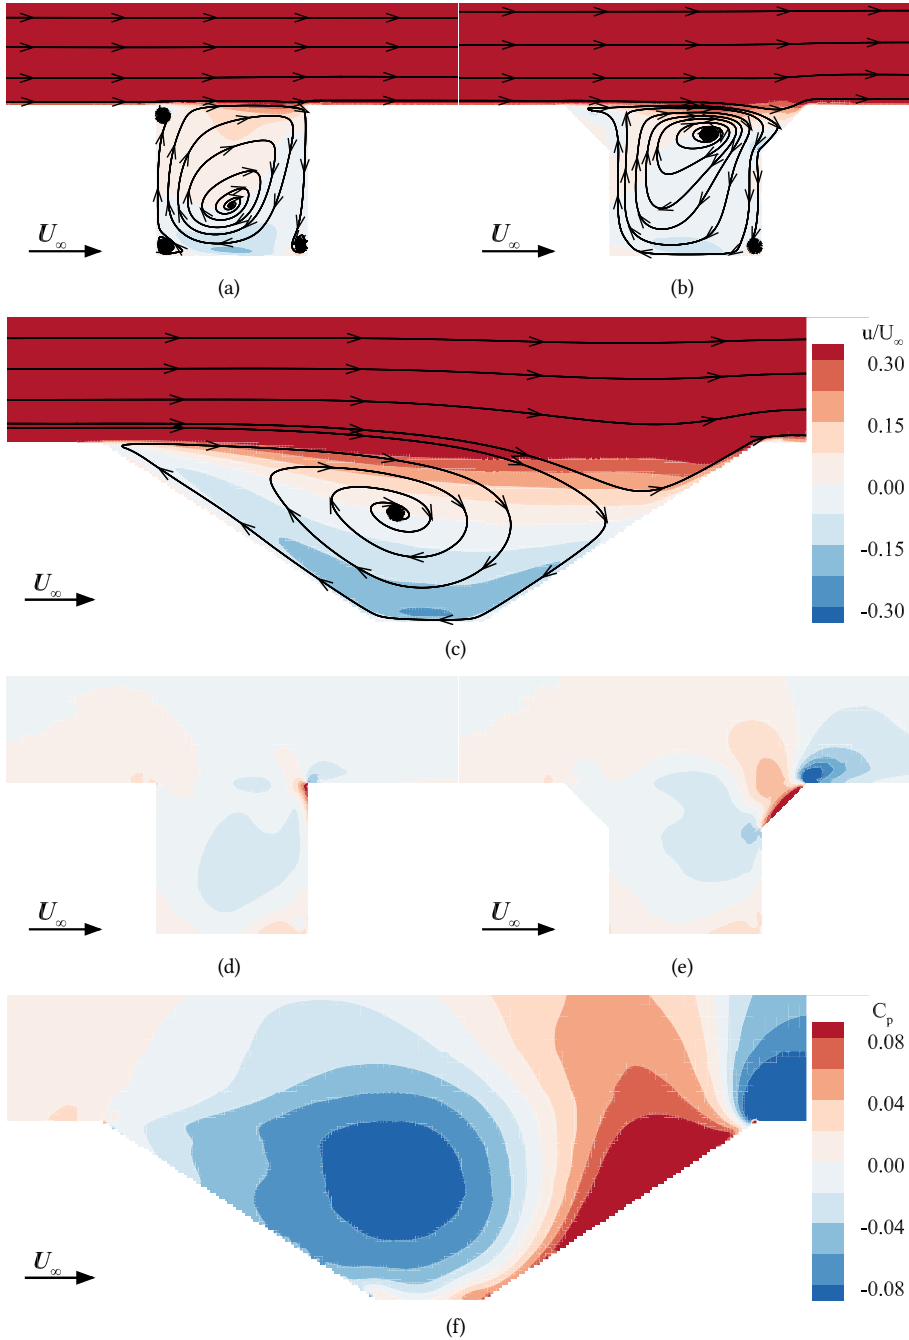 U∞
U∞
(a)
(b)
u/U∞
0.30
0.15
0.00
-0.15
-0.30
U∞
(c)
U∞
U∞
(d)
(e)
C_p
0.08
0.04
0.00
-0.04
-0.08
U∞
(f)